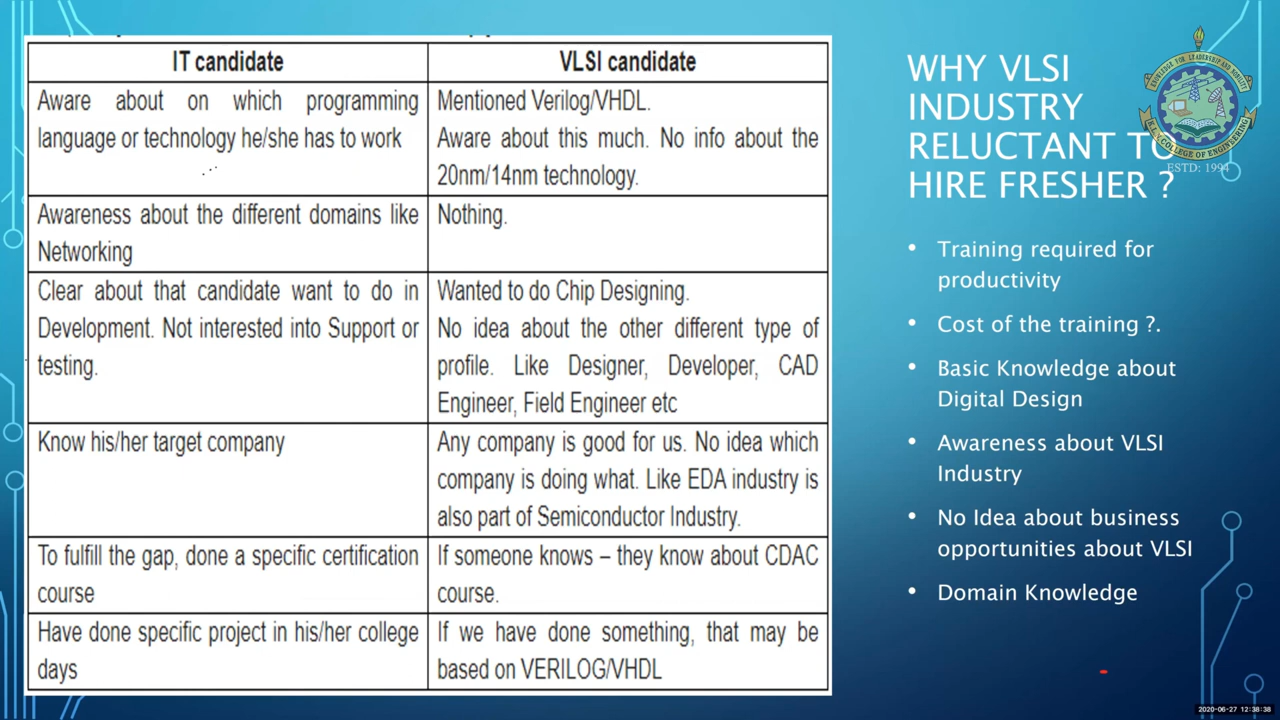 IT candidate
VLSI candidate
Aware about on which programming
language or technology he/she has to work
Mentioned Verilog/VHDL.
Aware about this much. No info about the
20nm/14nm technology.
Awareness about the different domains like
Networking
Nothing.
Clear about that candidate want to do in
Development. Not interested into Support or
testing.
Wanted to do Chip Designing.
No idea about the other different type of
profile. Like Designer, Developer, CAD
Engineer, Field Engineer etc
Know his/her target company
Any company is good for us. No idea which
company is doing what. Like EDA industry is
also part of Semiconductor Industry.
To fulfill the gap, done a specific certification
course
If someone knows – they know about CDAC
course.
Have done specific project in his/her college
days
If we have done something, that may be
based on VERILOG/VHDL
WHY VLSI
INDUSTRY
RELUCTANT TO
HIRE FRESHER ?
ESTD: 1994
• Training required for
productivity
• Cost of the training ?.
• Basic Knowledge about
Digital Design
• Awareness about VLSI
Industry
• No Idea about business
opportunities about VLSI
• Domain Knowledge
2020-06-27 12:38:38